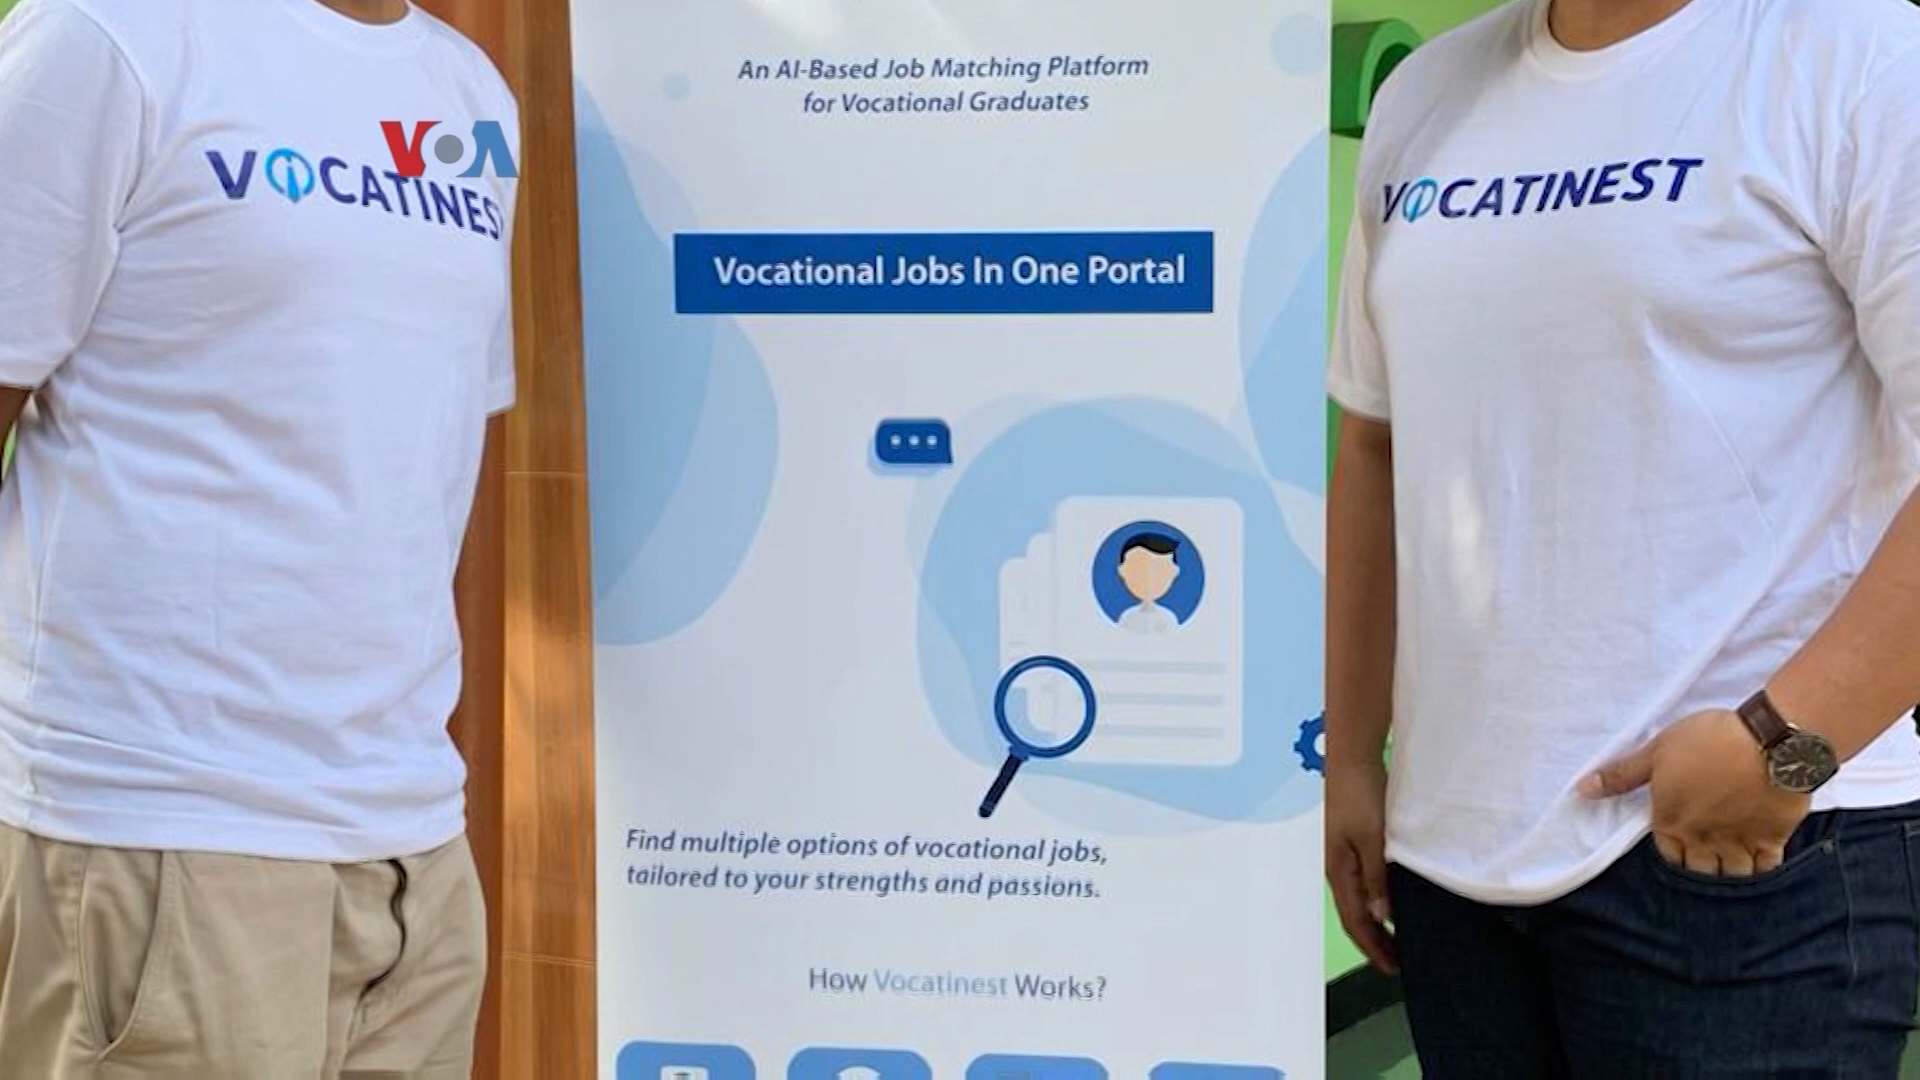 VOCATINEST
VOA
An AI-Based Job Matching Platform
for Vocational Graduates
Vocational Jobs In One Portal
Find multiple options of vocational jobs,
tailored to your strengths and passions.
How Vocatinest Works?
VOCATINEST